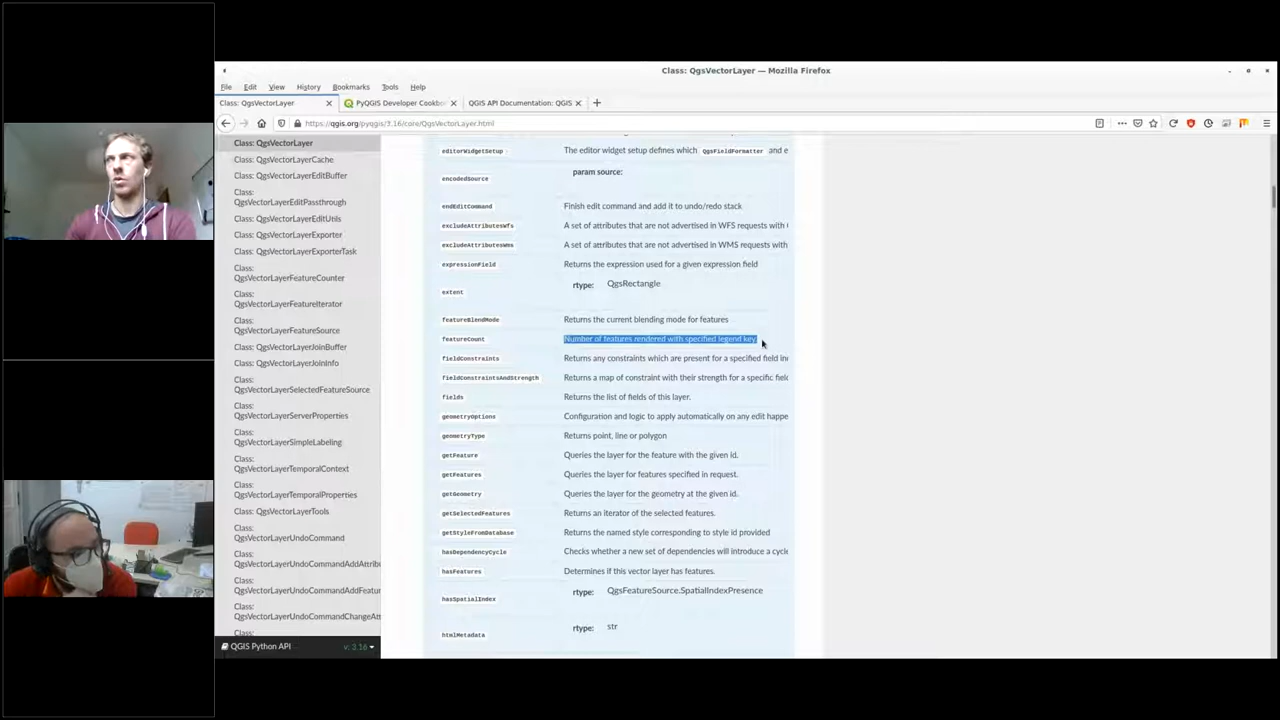 Class: QgsVectorLayer — Mozilla Firefox
File Edit View History Bookmarks Tools Help
Class: QgsVectorLayer
PyQGIS Developer Cookbo
QGIS API Documentation: QGIS
https://qgis.org/pyqgis/3.16/core/QgsVectorLayer.html
Class: QgsVectorLayer
Class: QgsVectorLayerCache
Class: QgsVectorLayerEditBuffer
Class:
QgsVectorLayerEditPassthrough
Class: QgsVectorLayerEditUtils
Class: QgsVectorLayerExporter
Class: QgsVectorLayerExporterTask
Class:
QgsVectorLayerFeatureCounter
Class:
QgsVectorLayerFeatureIterator
Class:
QgsVectorLayerFeatureSource
Class: QgsVectorLayerJoinBuffer
Class: QgsVectorLayerJoinInfo
Class:
QgsVectorLayerSelectedFeatureSource
Class:
QgsVectorLayerServerProperties
Class:
QgsVectorLayerSimpleLabeling
Class:
QgsVectorLayerTemporalContext
Class:
QgsVectorLayerTemporalProperties
Class: QgsVectorLayerTools
Class:
QgsVectorLayerUndoCommand
Class:
QgsVectorLayerUndoCommandAddAttribu
Class:
QgsVectorLayerUndoCommandAddFeatur
Class:
QgsVectorLayerUndoCommandChangeAtt
Class:
QGIS Python API v: 3.16
editorWidgetSetup The editor widget setup defines which QgsFieldFormatter and e
param source:
encodedSource
endEditCommand Finish edit command and add it to undo/redo stack
excludeAttributesWfs A set of attributes that are not advertised in WFS requests with
excludeAttributesWms A set of attributes that are not advertised in WMS requests with
expressionField Returns the expression used for a given expression field
rtype: QgsRectangle
extent
featureBlendMode Returns the current blending mode for features
featureCount Number of features rendered with specified legend key.
fieldConstraints Returns any constraints which are present for a specified field in
fieldConstraintsAndStrength Returns a map of constraint with their strength for a specific fiel
fields Returns the list of fields of this layer.
geometryOptions Configuration and logic to apply automatically on any edit happe
geometryType Returns point, line or polygon
getFeature Queries the layer for the feature with the given id.
getFeatures Queries the layer for features specified in request.
getGeometry Queries the layer for the geometry at the given id.
getSelectedFeatures Returns an iterator of the selected features.
getStyleFromDatabase Returns the named style corresponding to style id provided
hasDependencyCycle Checks whether a new set of dependencies will introduce a cycl
hasFeatures Determines if this vector layer has features.
rtype: QgsFeatureSource.SpatialIndexPresence
hasSpatialIndex
rtype: str
htmlMetadata